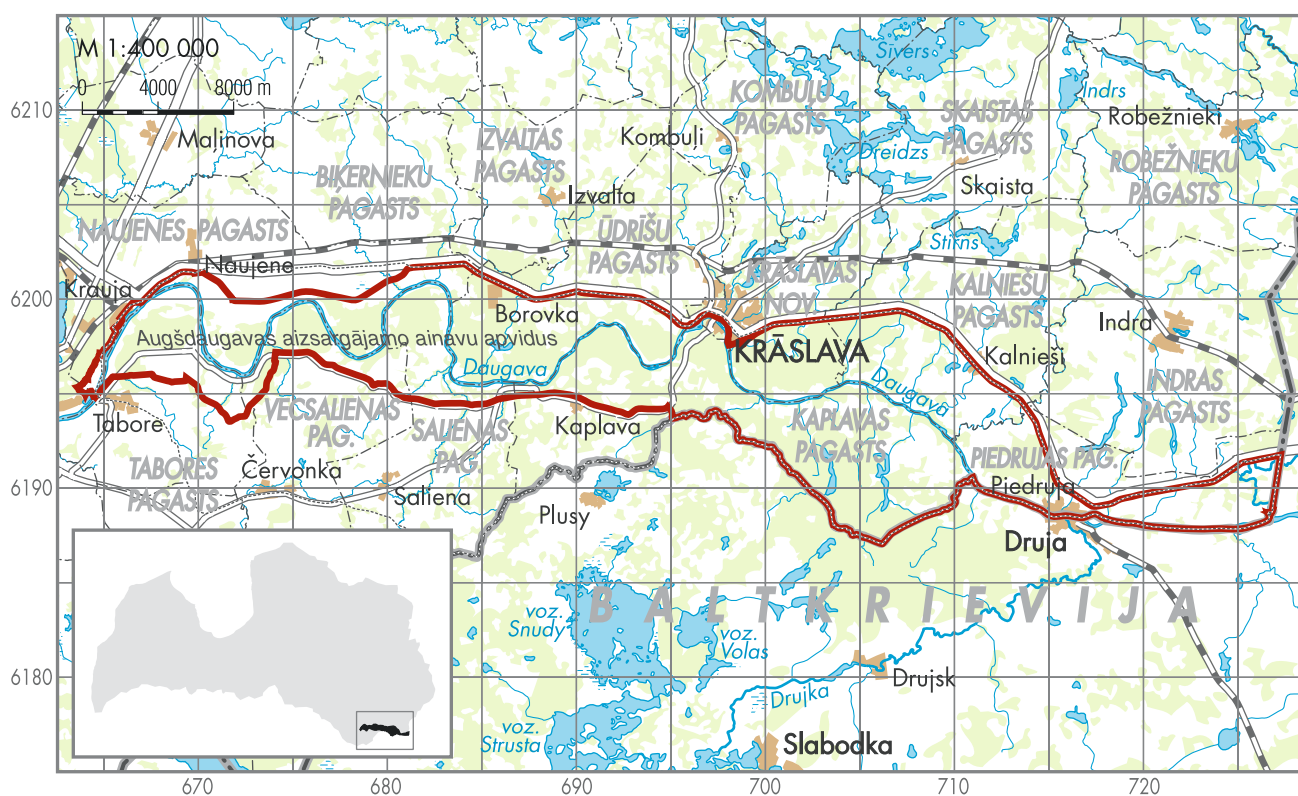 M 1:400 000
0 4000 8000 m
6210
6200
6190
6180
670
680
690
700
710
720
Sīvers
Indrs
KOMBUĻU
PAGASTS
SKAISTAS
PAGASTS
Robežnieki
Maļinova
IZVALTAS
PAGASTS
Kombuļi
Dreidzs
ROBEŽNIEKU
PAGASTS
BIĶERNIEKU
PAGASTS
Izvalta
Skaista
NAUJENES PAGASTS
ŪDRĪŠU
PAGASTS
Stirns
Naujene
KRĀSLAVAS
NOV.
KALNIEŠU
PAGASTS
Krauja
Borovka
Indra
Augšdaugavas aizsargājamo ainavu apvidus
KRĀSLAVA
Kalnieši
Daugava
Daugava
INDRAS
PAGASTS
Tabore
VECSALIENAS
PAG.
SALIENAS
PAG.
Kaplava
KAPLAVAS
PAGASTS
TABORES
PAGASTS
Červonka
Saliena
PIEDRUJAS PAG.
Piedruja
Plusy
Druja
BALTKRIEVIJA
voz.
Snudy
voz.
Volas
Drujsk
Drujka
voz.
Strusta
Slabodka